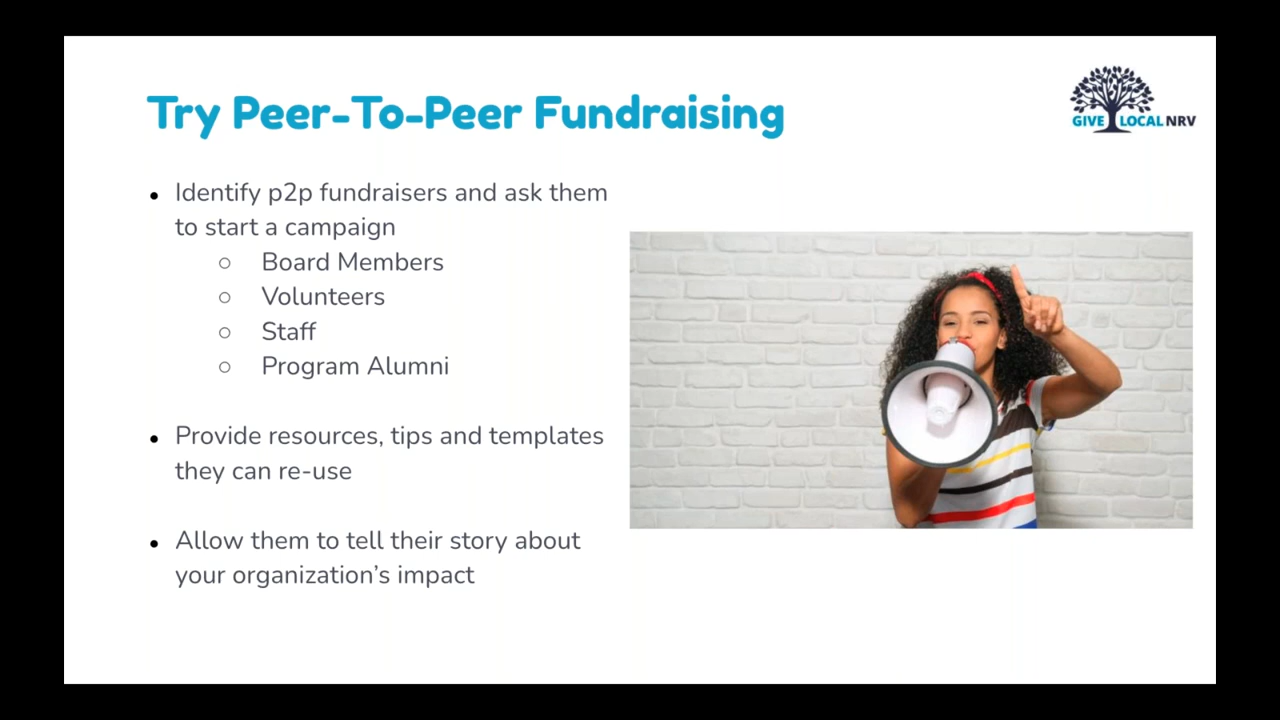 Try Peer-To-Peer Fundraising
GIVE LOCAL NRV
● Identify p2p fundraisers and ask them
to start a campaign
○ Board Members
○ Volunteers
○ Staff
○ Program Alumni
● Provide resources, tips and templates
they can re-use
● Allow them to tell their story about
your organization’s impact